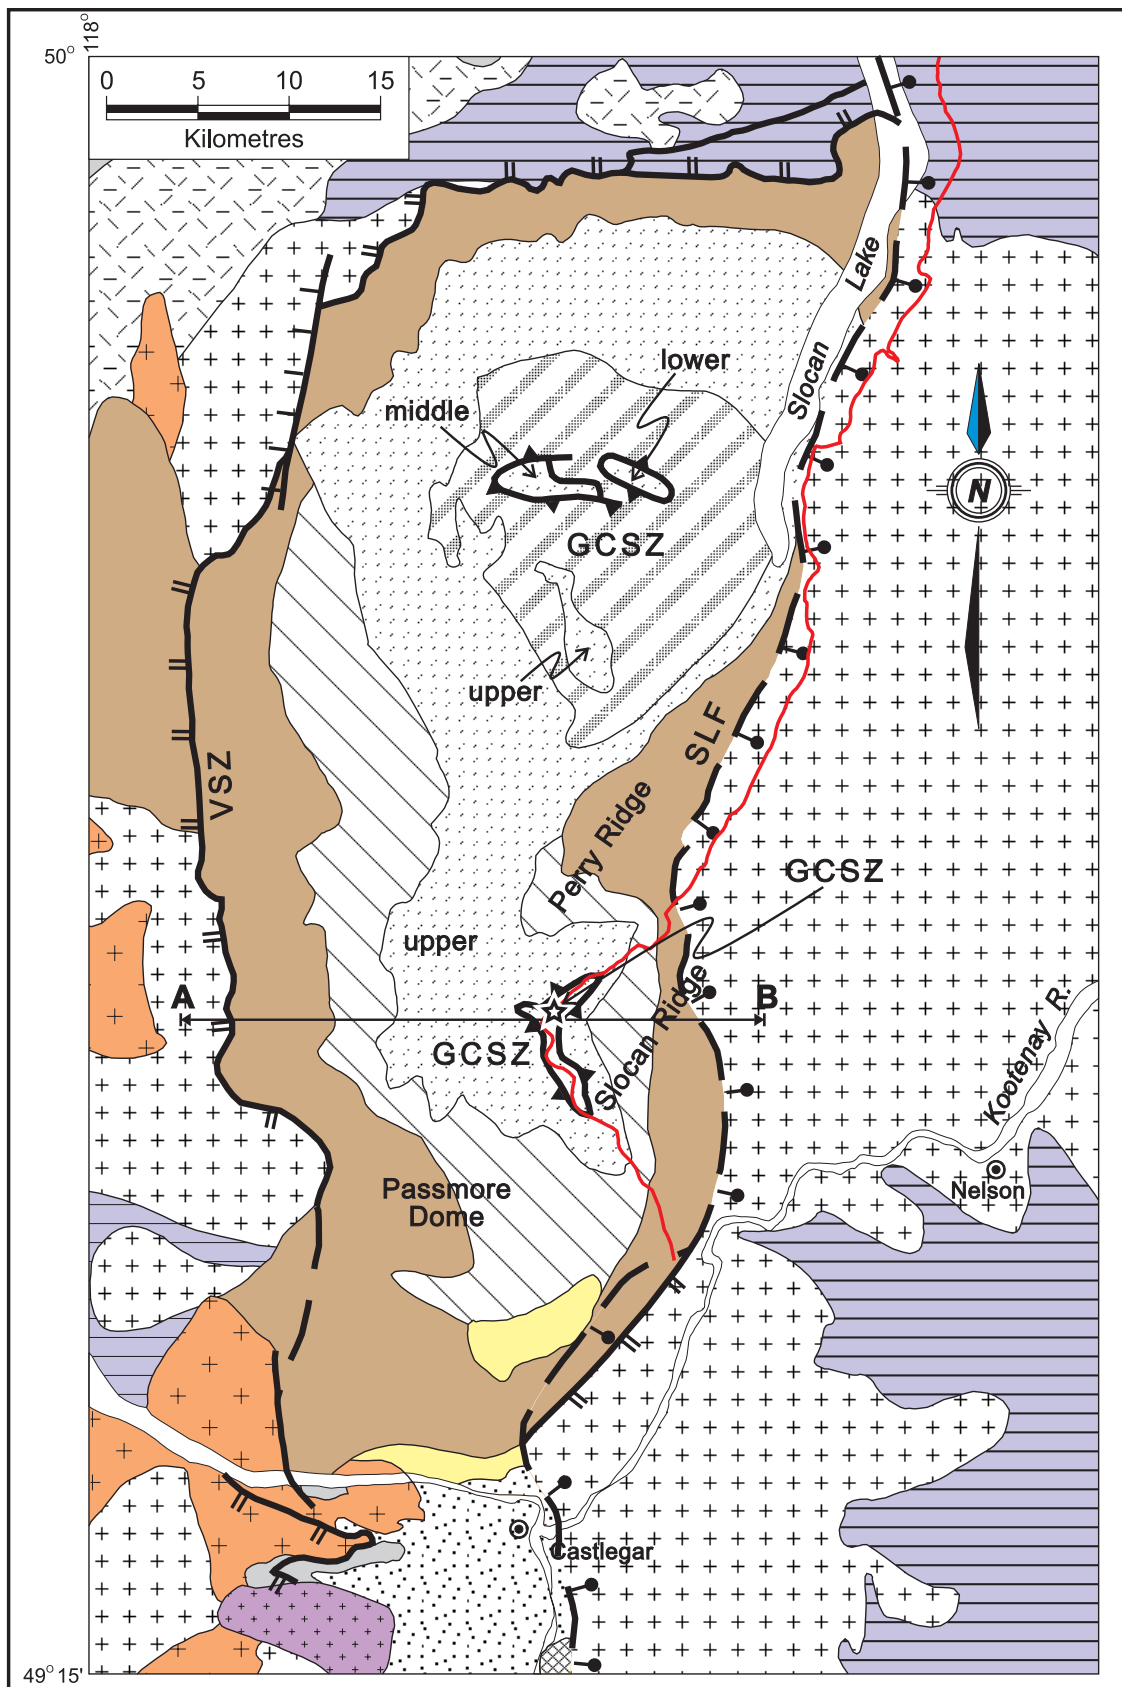 118°
50°
0 5 10 15
Kilometres
Lake
Slocan
lower
middle
N
GCSZ
upper
SLF
VSZ
Perry Ridge
GCSZ
upper
A
B
Slocan Ridge
Kootenay R.
GCSZ
Passmore
Dome
Nelson
Castlegar
49° 15'